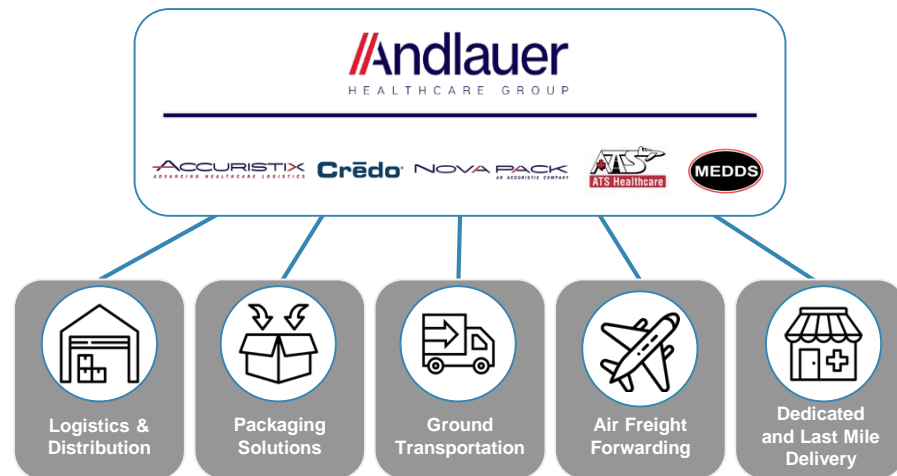 Andlauer
HEALTHCARE GROUP
ACCURISTIX
ADVANCING HEALTHCARE LOGISTICS
Crēdo®
NOVA PACK
AN ACCURISTIX COMPANY
ATS
ATS Healthcare
MEDDS
Logistics &
Distribution
Packaging
Solutions
Ground
Transportation
Air Freight
Forwarding
Dedicated
and Last Mile
Delivery